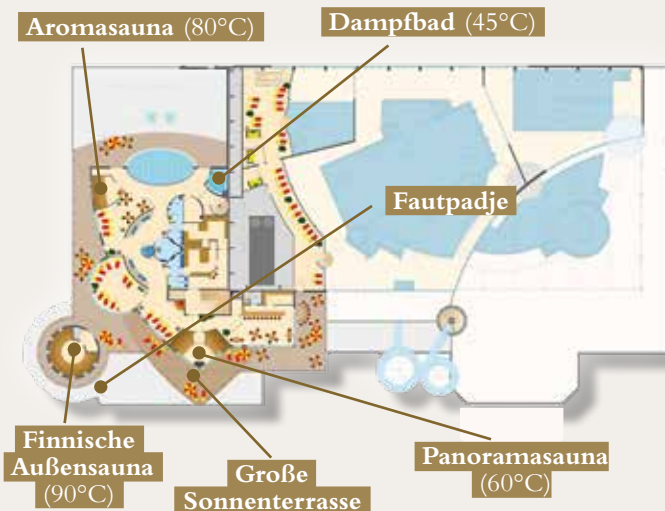 Aromasauna (80°C)
Dampfbad (45°C)
Fautpadje
Finnische
Außensauna
(90°C)
Große
Sonnenterrasse
Panoramasauna
(60°C)